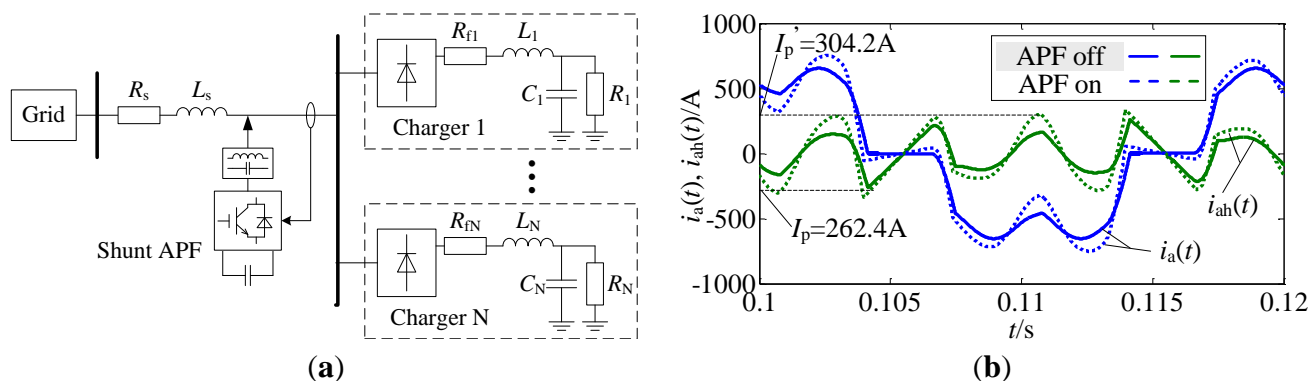 Grid
Rs
Ls
Shunt APF
Rf1
L1
C1
R1
Charger 1
RfN
LN
CN
RN
Charger N
(a)
1000
500
0
-500
-1000
ia(t), iah(t)/A
Ip'=304.2A
Ip=262.4A
APF off
APF on
iah(t)
ia(t)
0.1
0.105
0.11
0.115
0.12
t/s
(b)